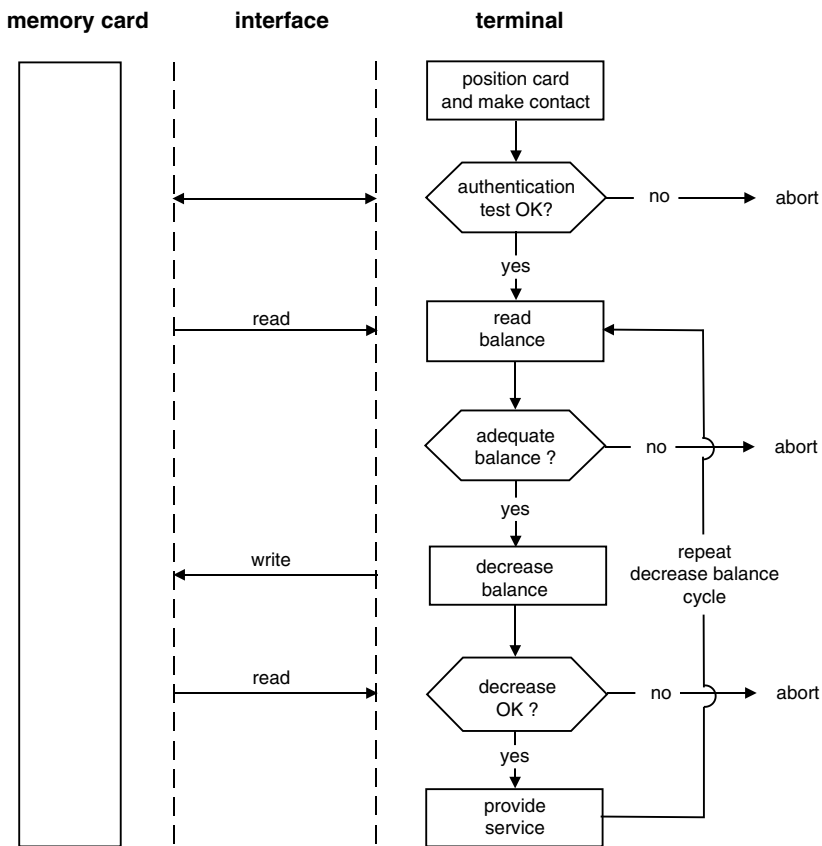 memory card interface terminal
position card
and make contact
authentication
test OK?
no
abort
yes
read
read
balance
adequate
balance ?
no
abort
yes
write
decrease
balance
repeat
decrease balance
cycle
read
decrease
OK ?
no
abort
yes
provide
service